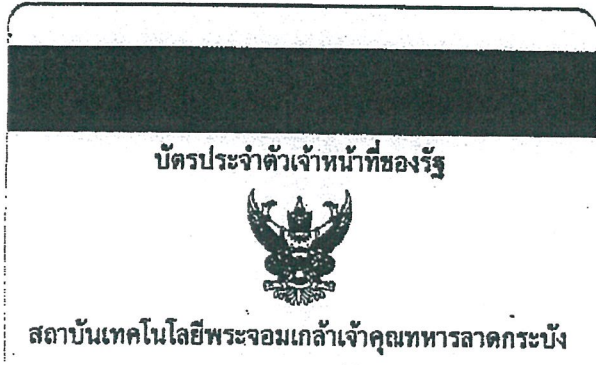 บัตรประจำตัวเจ้าหน้าที่ของรัฐ
สถาบันเทคโนโลยีพระจอมเกล้าเจ้าคุณทหารลาดกระบัง